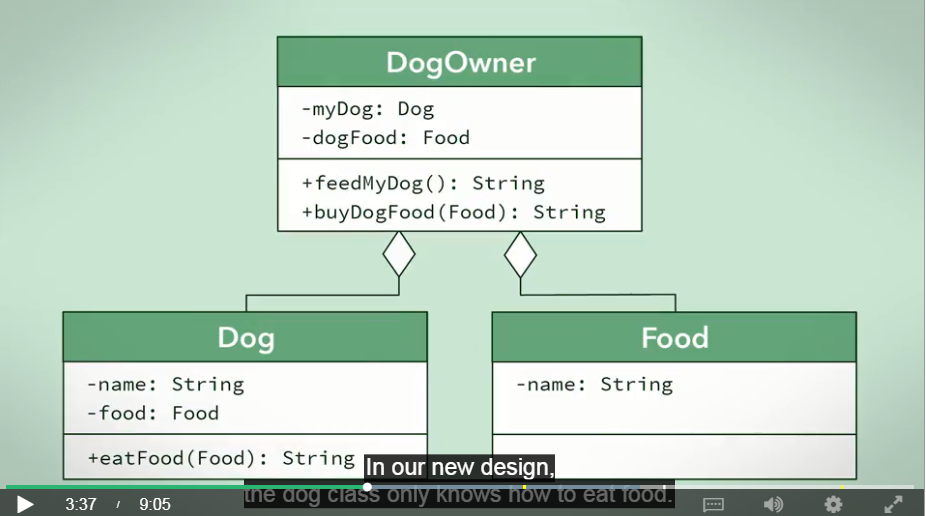 DogOwner
-myDog: Dog
-dogFood: Food
+feedMyDog(): String
+buyDogFood(Food): String
Dog
-name: String
-food: Food
+eatFood(Food): String
Food
-name: String
In our new design,
the dog class only knows how to eat food.
3:37 / 9:05